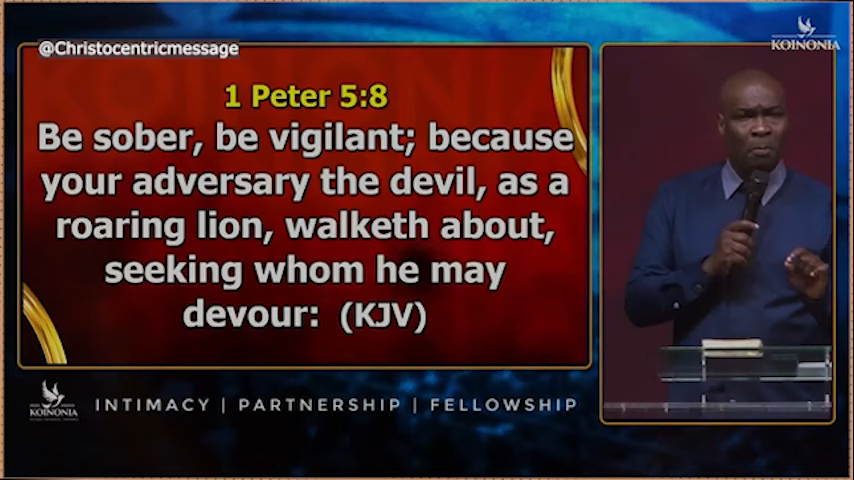 @Christocentricmessage
KOINONIA
1 Peter 5:8
Be sober, be vigilant; because
your adversary the devil, as a
roaring lion, walketh about,
seeking whom he may
devour: (KJV)
KOINONIA
INTIMACY | PARTNERSHIP | FELLOWSHIP